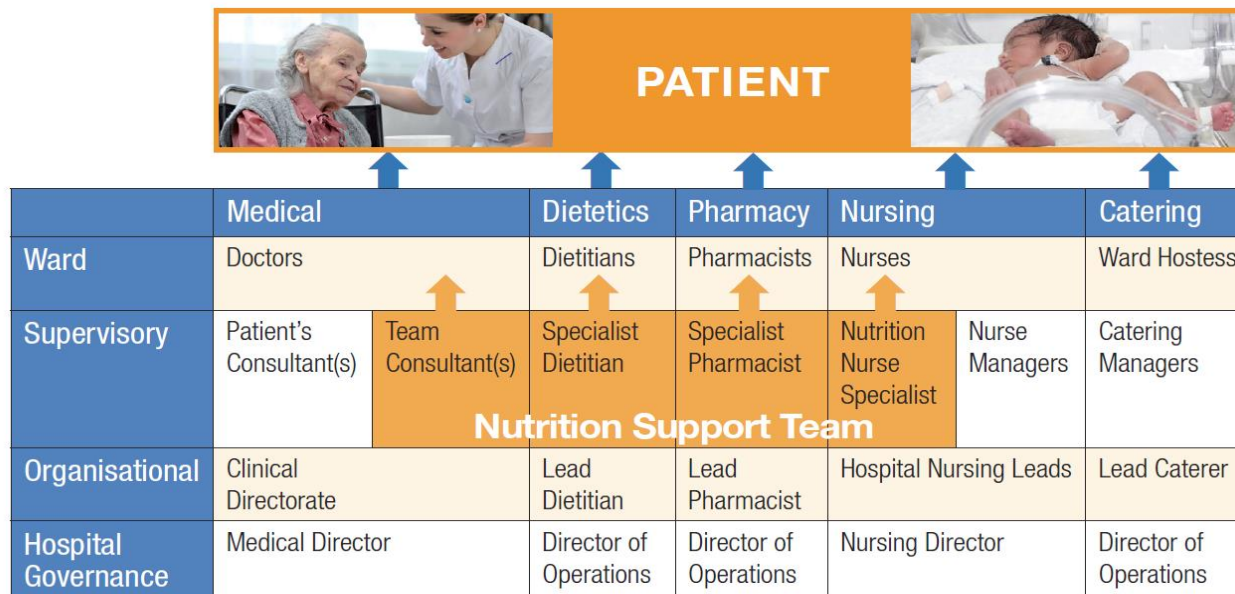 PATIENT
Medical Dietetics Pharmacy Nursing Catering
Ward Doctors Dietitians Pharmacists Nurses Ward Hostess
Supervisory Patient's Team Specialist Specialist Nutrition Nurse Catering
Consultant(s) Consultant(s) Dietitian Pharmacist Nurse Managers Managers
Specialist
Nutrition Support Team
Organisational Clinical Lead Lead Hospital Nursing Leads Lead Caterer
Directorate Dietitian Pharmacist
Hospital Medical Director Director of Director of Nursing Director Director of
Governance Operations Operations Operations